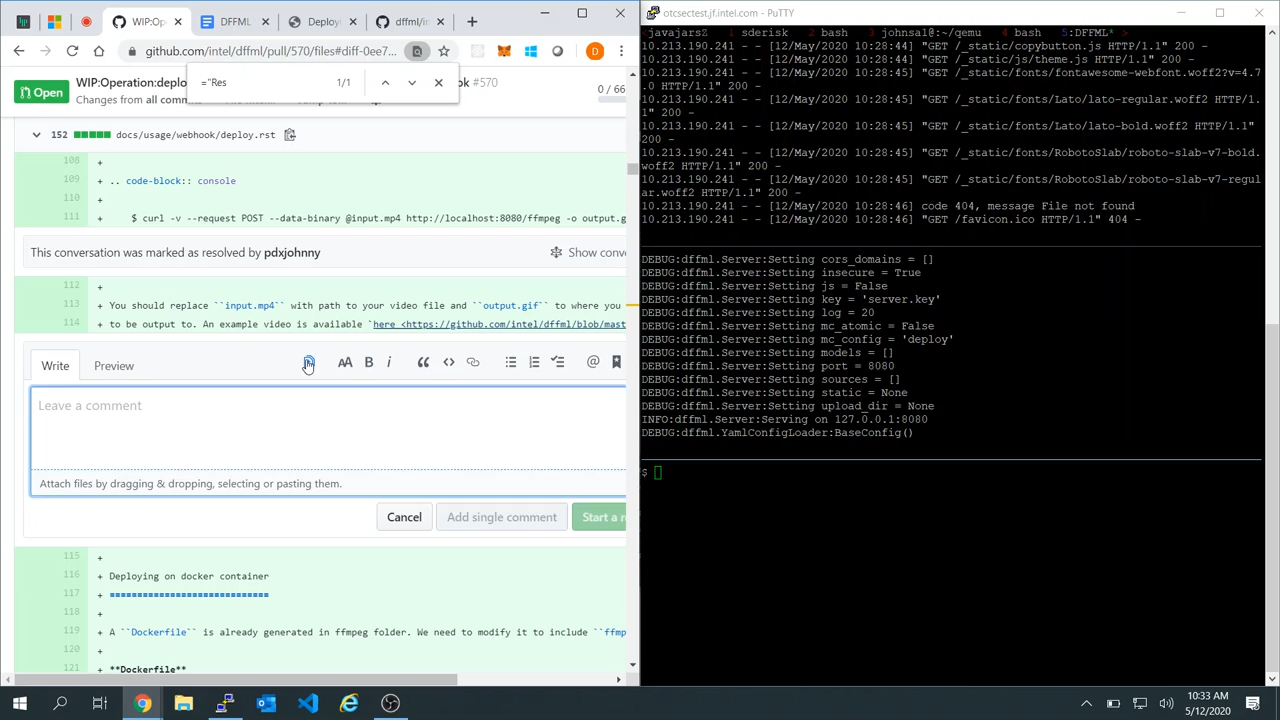 WIP:Op
DFFML
Deploy
dffml/ic
github.com/intel/dffml/pull/570/files#diff-0ee7...
D
Res
1/1
Open
WIP:Operation:deploy
ok #570
Changes from all comm
0 / 66
152 docs/usage/webhook/deploy.rst
108 +
109 + .. code-block:: console
110 +
111 + $ curl -v --request POST --data-binary @input.mp4 http://localhost:8080/ffmpeg -o output.g
This conversation was marked as resolved by pdxjohnny
Show conve
112 +
113 + You should replace ``input.mp4`` with path to your video file and ``output.gif`` to where you
114 + to be output to. An example video is available `here <https://github.com/intel/dffml/blob/mast
Write
Preview
AA B i
Leave a comment
Attach files by dragging & dropping, selecting or pasting them.
Cancel
Add single comment
Start a r
115 +
116 + Deploying on docker container
117 + =============================
118 +
119 + A ``Dockerfile`` is already generated in ffmpeg folder. We need to modify it to include ``ffmp
120 +
121 + **Dockerfile**
otcsectest.jf.intel.com - PuTTY
<javajarsZ 1 sderisk 2 bash 3 johnsa1@:~/qemu 4 bash 5:DFFML* >
10.213.190.241 - - [12/May/2020 10:28:44] "GET /_static/copybutton.js HTTP/1.1" 200 -
10.213.190.241 - - [12/May/2020 10:28:45] "GET /_static/js/theme.js HTTP/1.1" 200 -
10.213.190.241 - - [12/May/2020 10:28:45] "GET /_static/fonts/fontawesome-webfont.woff2?v=4.7
.0 HTTP/1.1" 200 -
10.213.190.241 - - [12/May/2020 10:28:45] "GET /_static/fonts/Lato/lato-regular.woff2 HTTP/1.
1" 200 -
10.213.190.241 - - [12/May/2020 10:28:45] "GET /_static/fonts/Lato/lato-bold.woff2 HTTP/1.1"
200 -
10.213.190.241 - - [12/May/2020 10:28:45] "GET /_static/fonts/RobotoSlab/roboto-slab-v7-bold.
woff2 HTTP/1.1" 200 -
10.213.190.241 - - [12/May/2020 10:28:45] "GET /_static/fonts/RobotoSlab/roboto-slab-v7-regul
ar.woff2 HTTP/1.1" 200 -
10.213.190.241 - - [12/May/2020 10:28:46] code 404, message File not found
10.213.190.241 - - [12/May/2020 10:28:46] "GET /favicon.ico HTTP/1.1" 404 -
DEBUG:dffml.Server:Setting cors_domains = []
DEBUG:dffml.Server:Setting insecure = True
DEBUG:dffml.Server:Setting js = False
DEBUG:dffml.Server:Setting key = 'server.key'
DEBUG:dffml.Server:Setting log = 20
DEBUG:dffml.Server:Setting mc_atomic = False
DEBUG:dffml.Server:Setting mc_config = 'deploy'
DEBUG:dffml.Server:Setting models = []
DEBUG:dffml.Server:Setting port = 8080
DEBUG:dffml.Server:Setting sources = []
DEBUG:dffml.Server:Setting static = None
DEBUG:dffml.Server:Setting upload_dir = None
INFO:dffml.Server:Serving on 127.0.0.1:8080
DEBUG:dffml.YamlConfigLoader:BaseConfig()
$
10:33 AM
5/12/2020